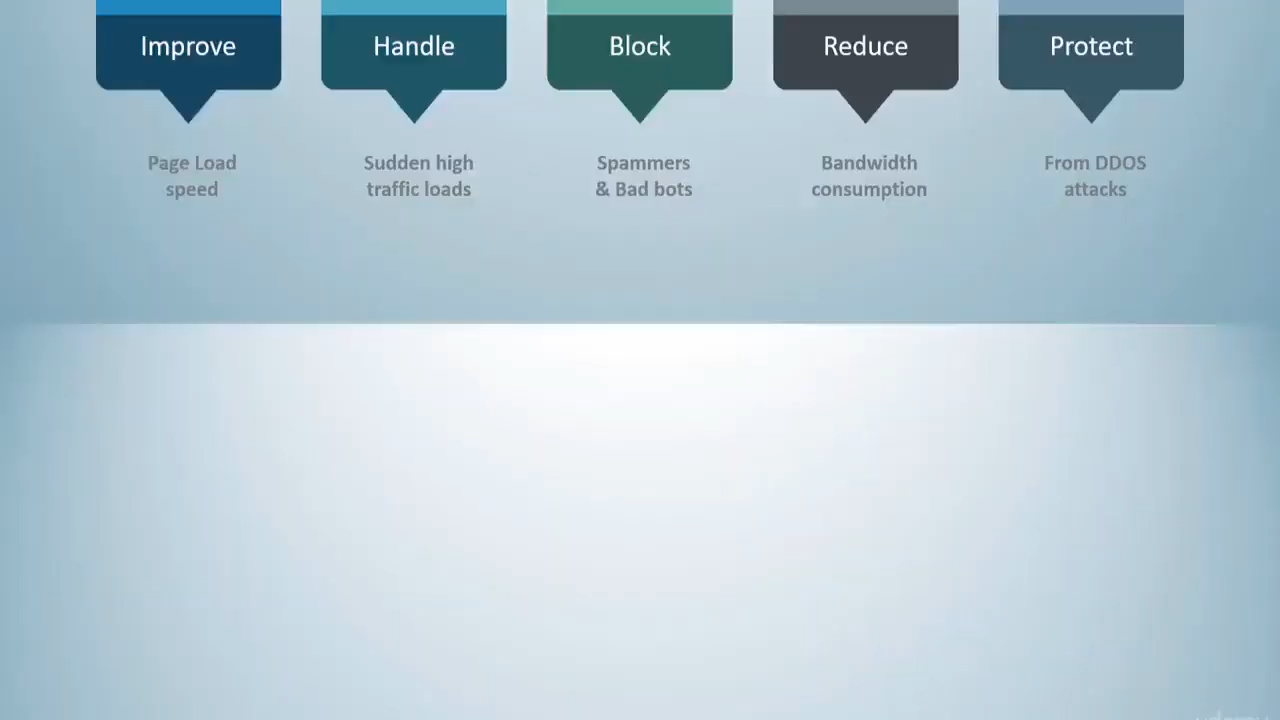 Improve
Handle
Block
Reduce
Protect
Page Load
speed
Sudden high
traffic loads
Spammers
& Bad bots
Bandwidth
consumption
From DDOS
attacks